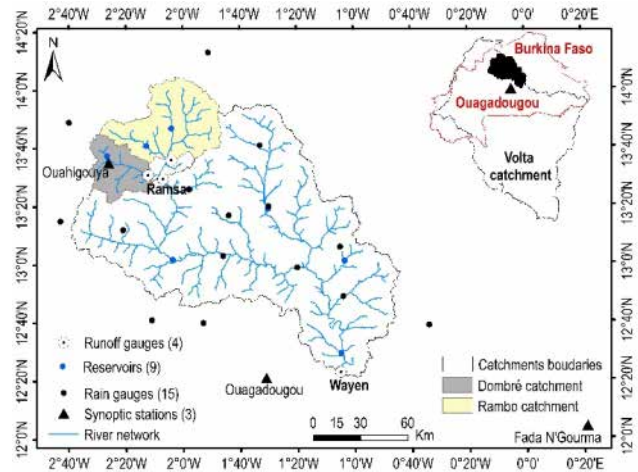 2°40'W 2°20'W 2°0'W 1°40'W 1°20'W 1°0'W 0°40'W 0°20'W 0°0' 0°20'E
14°20'N
14°0'N
13°40'N
13°20'N
13°0'N
12°40'N
12°20'N
12°0'N
N
Burkina Faso
Ouagadougou
Volta
catchment
Ouahigouya
Ramsa
Runoff gauges (4)
Reservoirs (9)
Rain gauges (15)
Synoptic stations (3)
River network
Ouagadougou
Wayen
0 15 30 60
Km
Catchments boudaries
Dombré catchment
Rambo catchment
Fada N'Gourma
14°20'N
14°0'N
13°40'N
13°20'N
13°0'N
12°40'N
12°20'N
12°0'N
2°40'W 2°20'W 2°0'W 1°40'W 1°20'W 1°0'W 0°40'W 0°20'W 0°0' 0°20'E